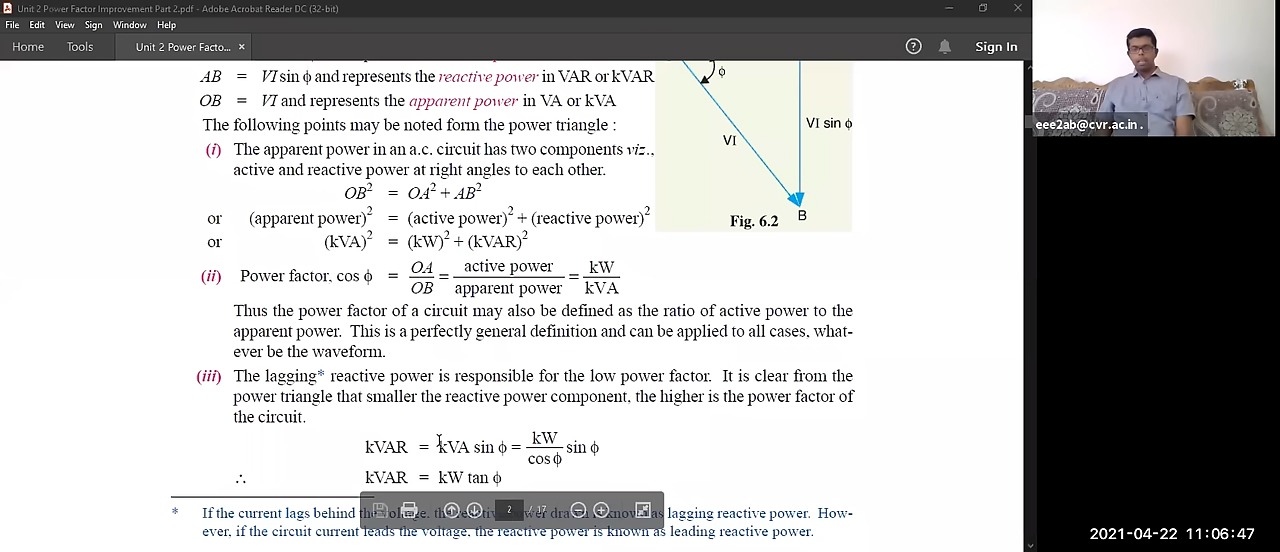 Unit 2 Power Factor Improvement Part 2.pdf - Adobe Acrobat Reader DC (32-bit)
File Edit View Sign Window Help
Home Tools Unit 2 Power Facto... × Sign In
AB = VI sin ϕ and represents the reactive power in VAR or kVAR
OB = VI and represents the apparent power in VA or kVA
The following points may be noted form the power triangle :
(i) The apparent power in an a.c. circuit has two components viz.,
active and reactive power at right angles to each other.
OB² = OA² + AB²
or (apparent power)² = (active power)² + (reactive power)²
or (kVA)² = (kW)² + (kVAR)²
ϕ
VI
VI sin ϕ
B
Fig. 6.2
(ii) Power factor, cos ϕ = OA/OB = active power/apparent power = kW/kVA
Thus the power factor of a circuit may also be defined as the ratio of active power to the
apparent power. This is a perfectly general definition and can be applied to all cases, what-
ever be the waveform.
(iii) The lagging* reactive power is responsible for the low power factor. It is clear from the
power triangle that smaller the reactive power component, the higher is the power factor of
the circuit.
kVAR = kVA sin ϕ = kW/cos ϕ sin ϕ
∴ kVAR = kW tan ϕ
2 / 17
* If the current lags behind the voltage, the drawn is known as lagging reactive power. How-
ever, if the circuit current leads the voltage, the reactive power is known as leading reactive power.
eee2ab@cvr.ac.in .
2021-04-22 11:06:47